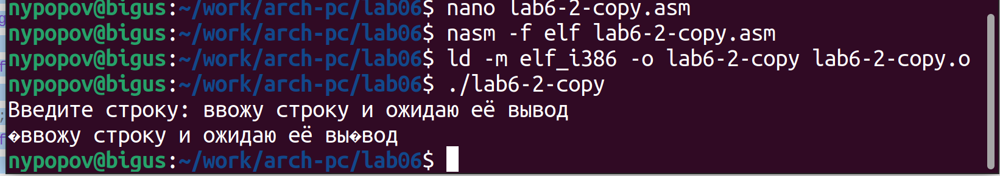 nypopov@bigus:~/work/arch-pc/lab06$ nano lab6-2-copy.asm
nypopov@bigus:~/work/arch-pc/lab06$ nasm -f elf lab6-2-copy.asm
nypopov@bigus:~/work/arch-pc/lab06$ ld -m elf_i386 -o lab6-2-copy lab6-2-copy.o
nypopov@bigus:~/work/arch-pc/lab06$ ./lab6-2-copy
Введите строку: ввожу строку и ожидаю её вывод
�ввожу строку и ожидаю её вы�вод
nypopov@bigus:~/work/arch-pc/lab06$